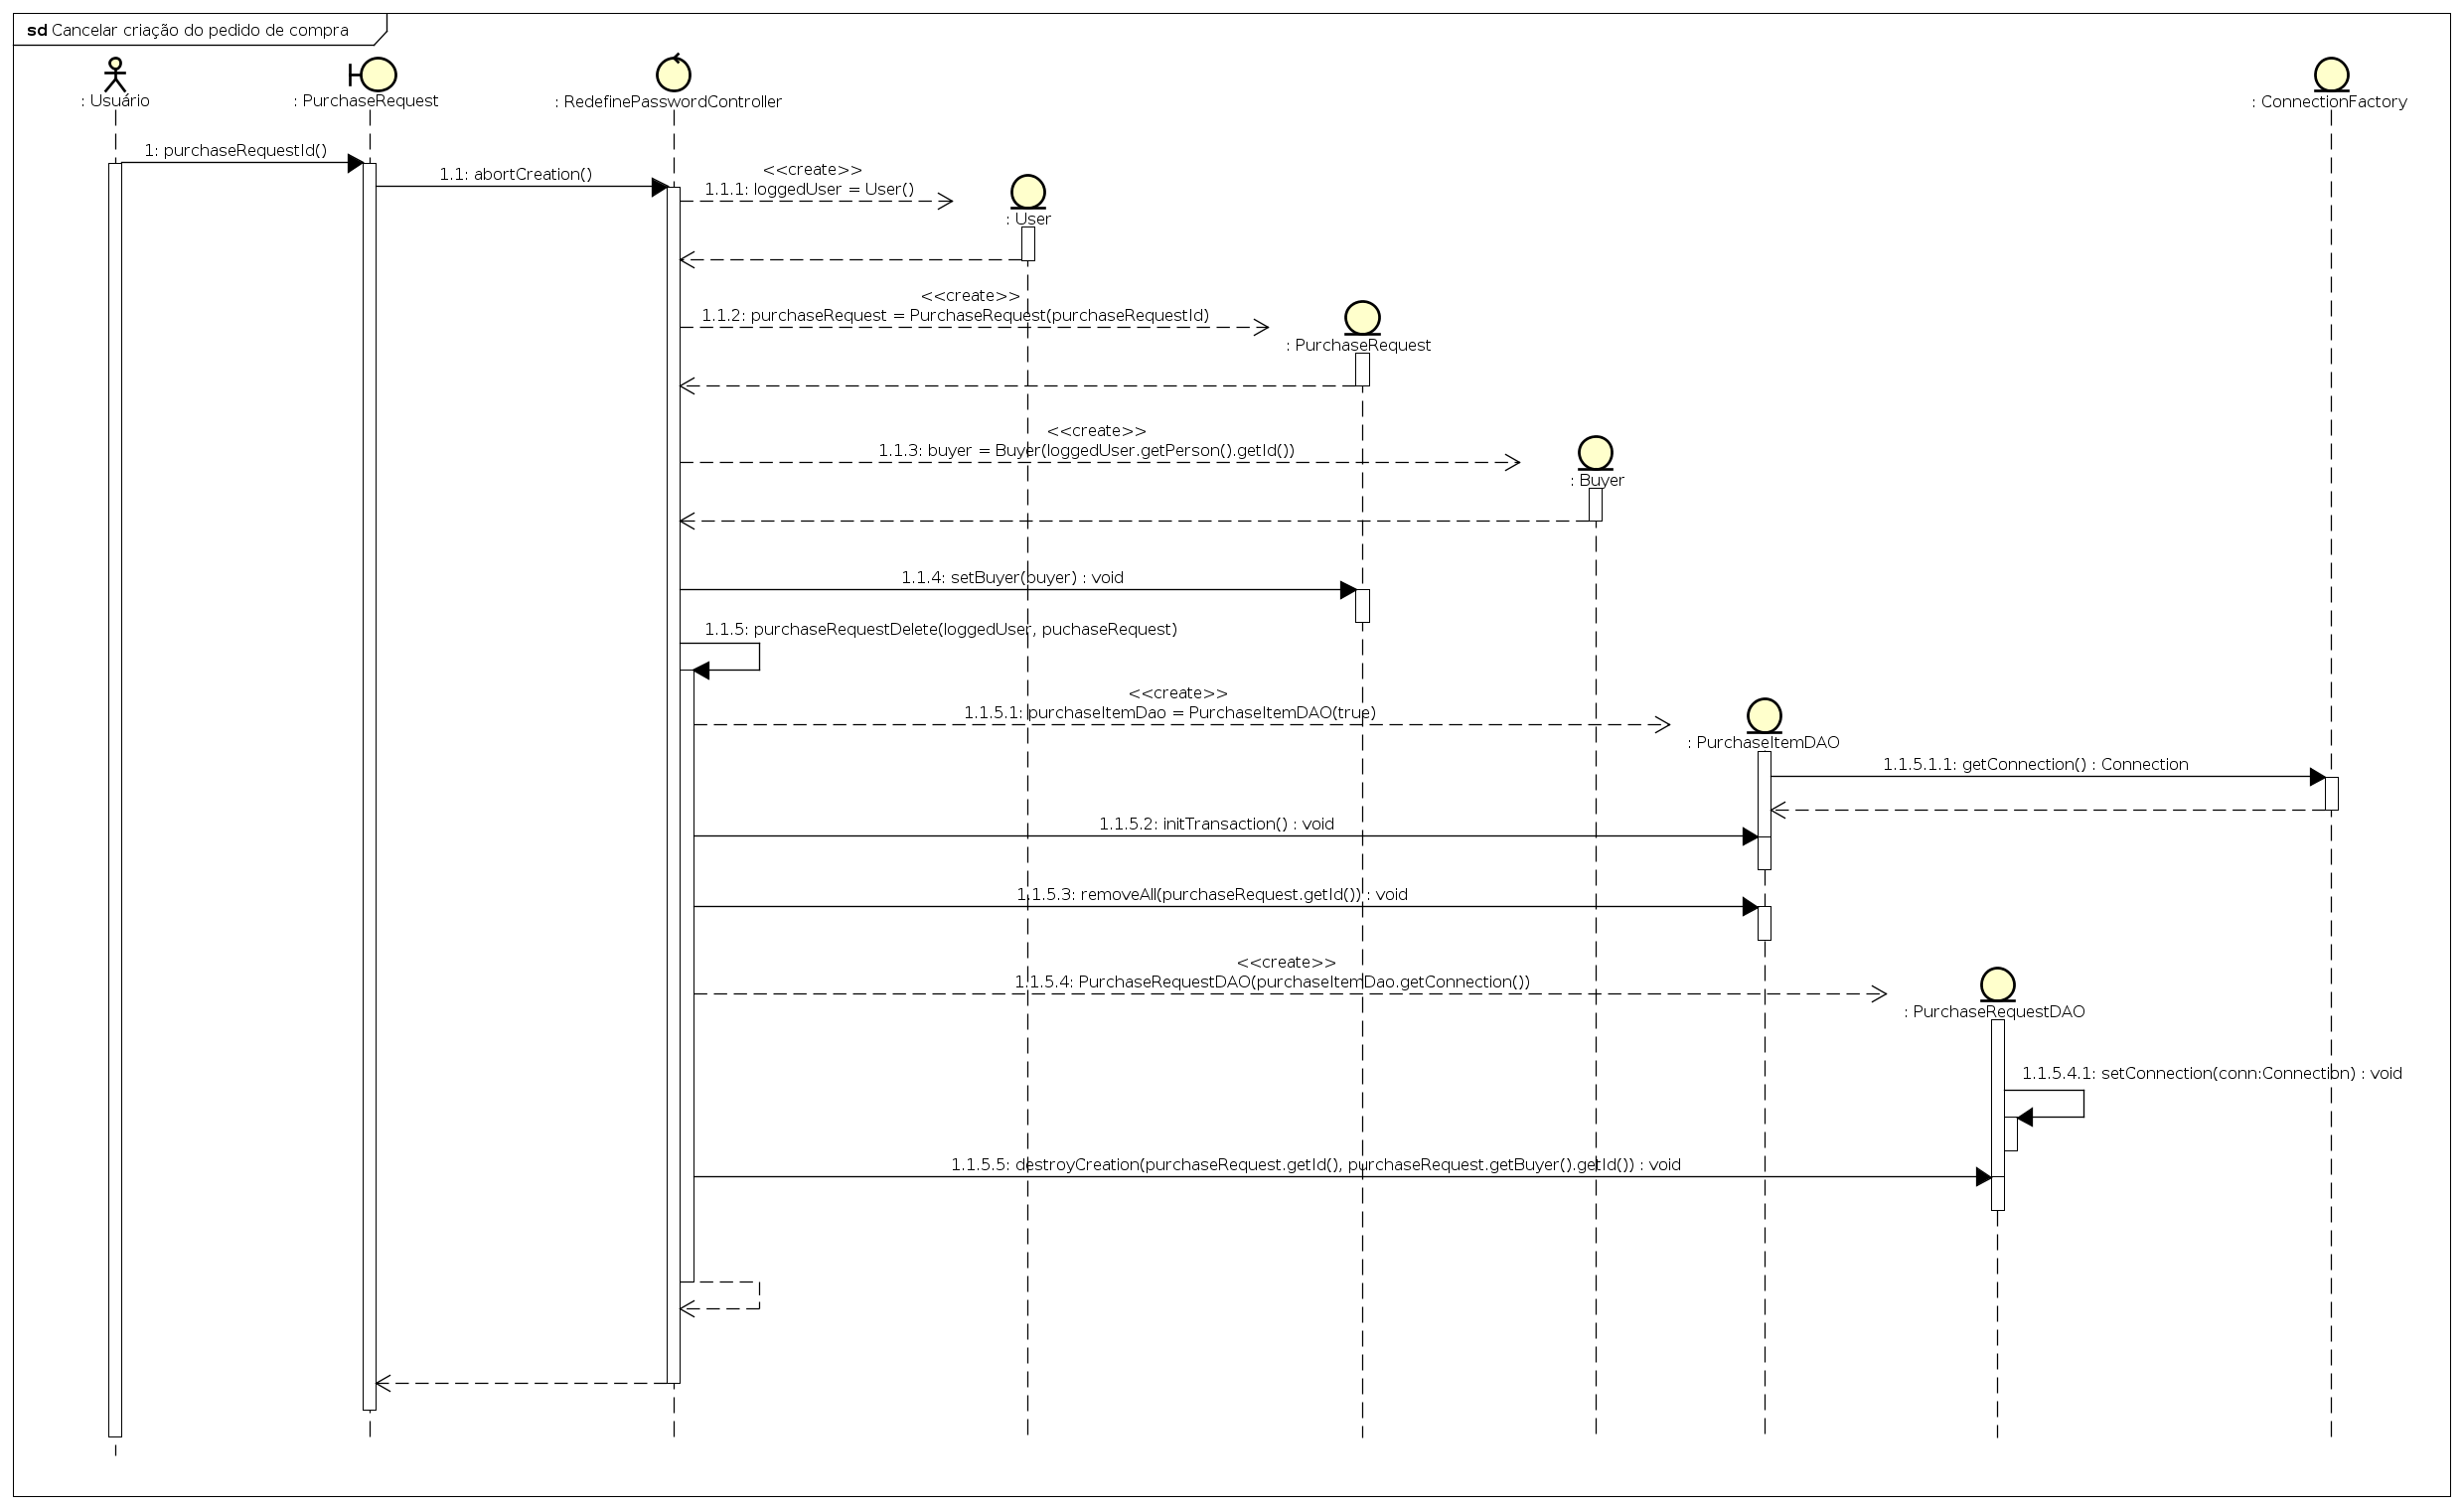 sd Cancelar criação do pedido de compra
: Usuário
: PurchaseRequest
: RedefinePasswordController
: ConnectionFactory
1: purchaseRequestId()
1.1: abortCreation()
<<create>>
1.1.1: loggedUser = User()
: User
<<create>>
1.1.2: purchaseRequest = PurchaseRequest(purchaseRequestId)
: PurchaseRequest
<<create>>
1.1.3: buyer = Buyer(loggedUser.getPerson().getId())
: Buyer
1.1.4: setBuyer(buyer) : void
1.1.5: purchaseRequestDelete(loggedUser, puchaseRequest)
<<create>>
1.1.5.1: purchaseItemDao = PurchaseItemDAO(true)
: PurchaseItemDAO
1.1.5.1.1: getConnection() : Connection
1.1.5.2: initTransaction() : void
1.1.5.3: removeAll(purchaseRequest.getId()) : void
<<create>>
1.1.5.4: PurchaseRequestDAO(purchaseItemDao.getConnection())
: PurchaseRequestDAO
1.1.5.4.1: setConnection(conn:Connection) : void
1.1.5.5: destroyCreation(purchaseRequest.getId(), purchaseRequest.getBuyer().getId()) : void